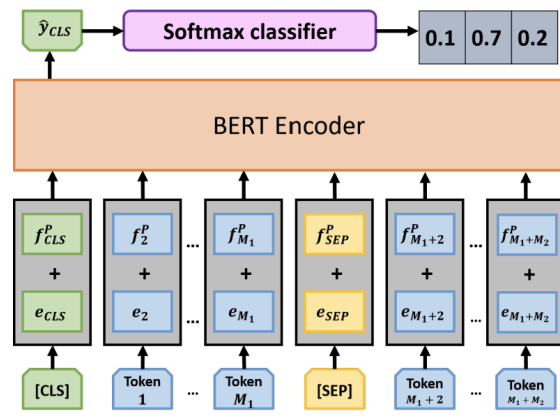 ŷ_CLS Softmax classifier 0.1 0.7 0.2
BERT Encoder
f^P_CLS f^P_2 ... f^P_M₁ f^P_SEP f^P_M₁+2 ... f^P_M₁+M₂
+ + + + + +
e_CLS e_2 ... e_M₁ e_SEP e_M₁+2 ... e_M₁+M₂
[CLS] Token 1 ... Token M₁ [SEP] Token M₁ + 2 ... Token M₁ + M₂